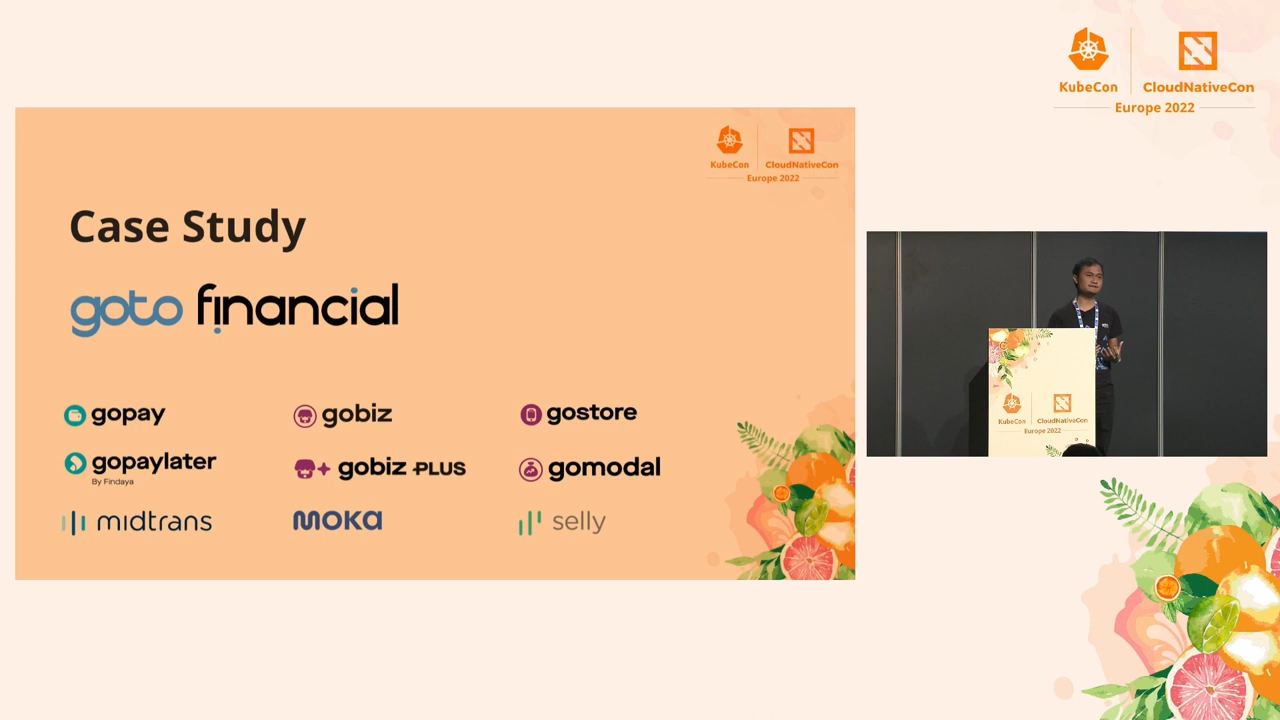 KubeCon
CloudNativeCon
Europe 2022
KubeCon
CloudNativeCon
Europe 2022
Case Study
goto financial
gopay
gobiz
gostore
gopaylater
By Findaya
gobiz PLUS
gomodal
midtrans
MOKA
selly
KubeCon
CloudNativeCon
Europe 2022